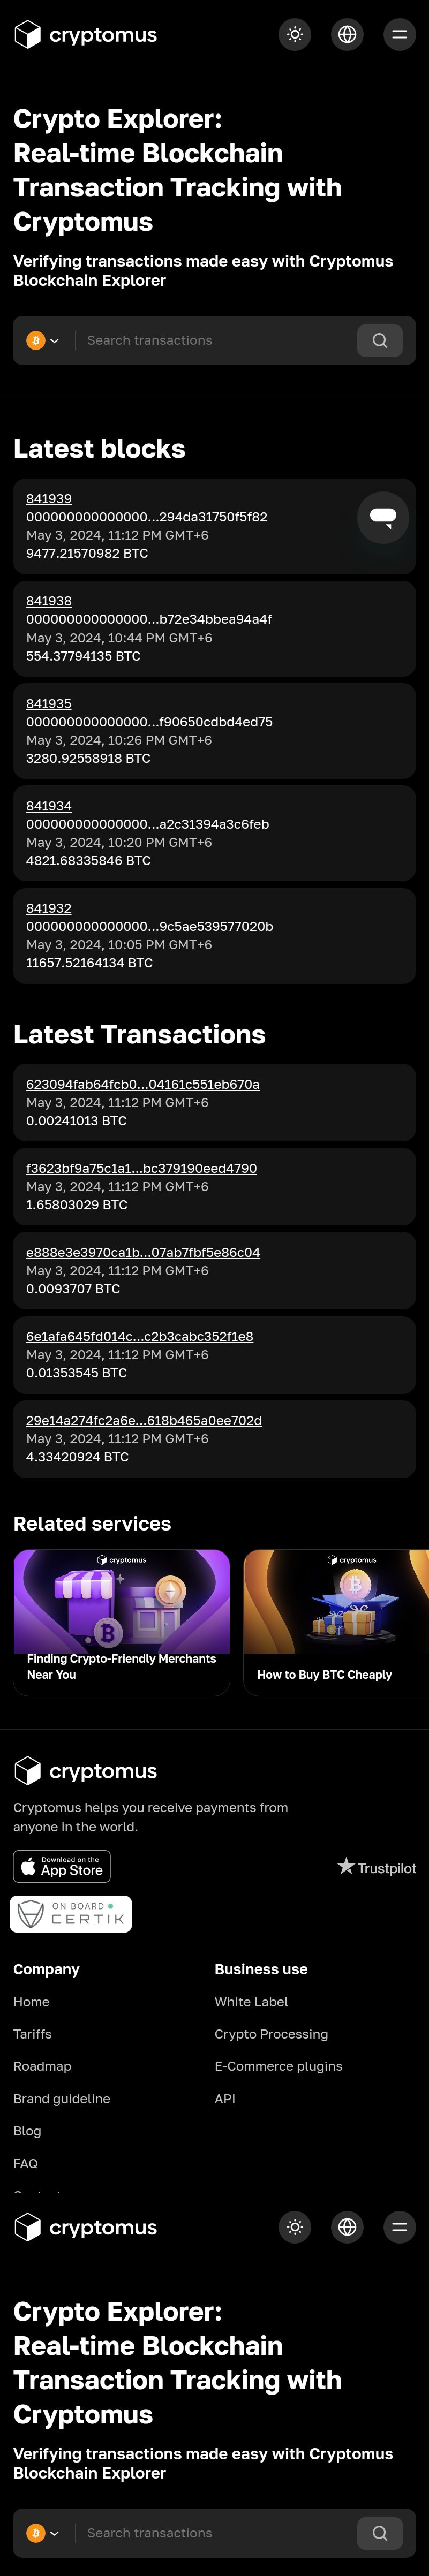 cryptomus
Crypto Explorer:
Real-time Blockchain
Transaction Tracking with
Cryptomus
Verifying transactions made easy with Cryptomus
Blockchain Explorer
Search transactions
Latest blocks
841939
000000000000000...294da31750f5f82
May 3, 2024, 11:12 PM GMT+6
9477.21570982 BTC
841938
000000000000000...b72e34bbea94a4f
May 3, 2024, 10:44 PM GMT+6
554.37794135 BTC
841935
000000000000000...f90650cdbd4ed75
May 3, 2024, 10:26 PM GMT+6
3280.92558918 BTC
841934
000000000000000...a2c31394a3c6feb
May 3, 2024, 10:20 PM GMT+6
4821.68335846 BTC
841932
000000000000000...9c5ae539577020b
May 3, 2024, 10:05 PM GMT+6
11657.52164134 BTC
Latest Transactions
623094fab64fcb0...04161c551eb670a
May 3, 2024, 11:12 PM GMT+6
0.00241013 BTC
f3623bf9a75c1a1...bc379190eed4790
May 3, 2024, 11:12 PM GMT+6
1.65803029 BTC
e888e3e3970ca1b...07ab7fbf5e86c04
May 3, 2024, 11:12 PM GMT+6
0.0093707 BTC
6e1afa645fd014c...c2b3cabc352f1e8
May 3, 2024, 11:12 PM GMT+6
0.01353545 BTC
29e14a274fc2a6e...618b465a0ee702d
May 3, 2024, 11:12 PM GMT+6
4.33420924 BTC
Related services
cryptomus
Finding Crypto-Friendly Merchants
Near You
cryptomus
How to Buy BTC Cheaply
cryptomus
Cryptomus helps you receive payments from
anyone in the world.
Download on the
App Store
Trustpilot
ON BOARD
CERTIK
Company
Home
Tariffs
Roadmap
Brand guideline
Blog
FAQ
Business use
White Label
Crypto Processing
E-Commerce plugins
API
cryptomus
Crypto Explorer:
Real-time Blockchain
Transaction Tracking with
Cryptomus
Verifying transactions made easy with Cryptomus
Blockchain Explorer
Search transactions